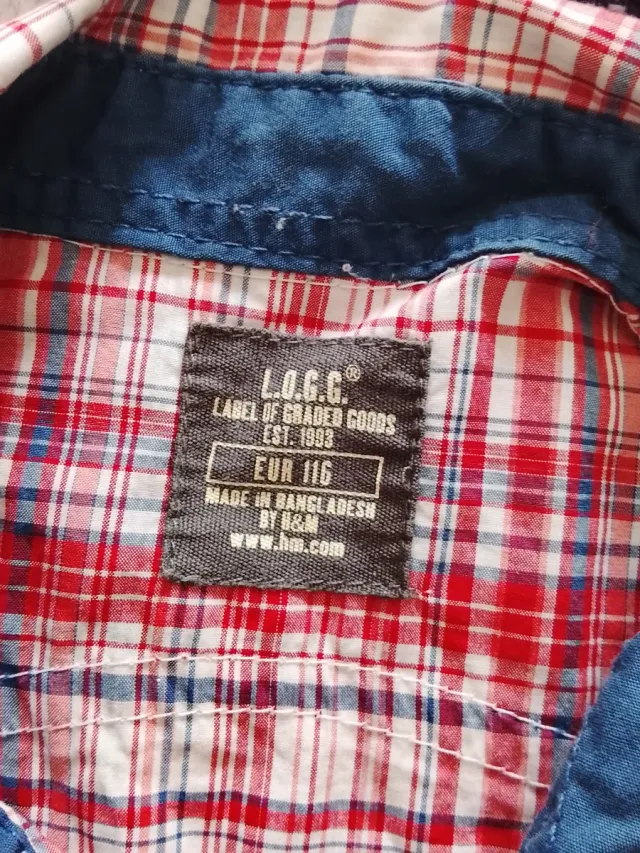 L.O.G.G.®
LABEL OF GRADED GOODS
EST. 1993
EUR 116
MADE IN BANGLADESH
BY H&M
www.hm.com